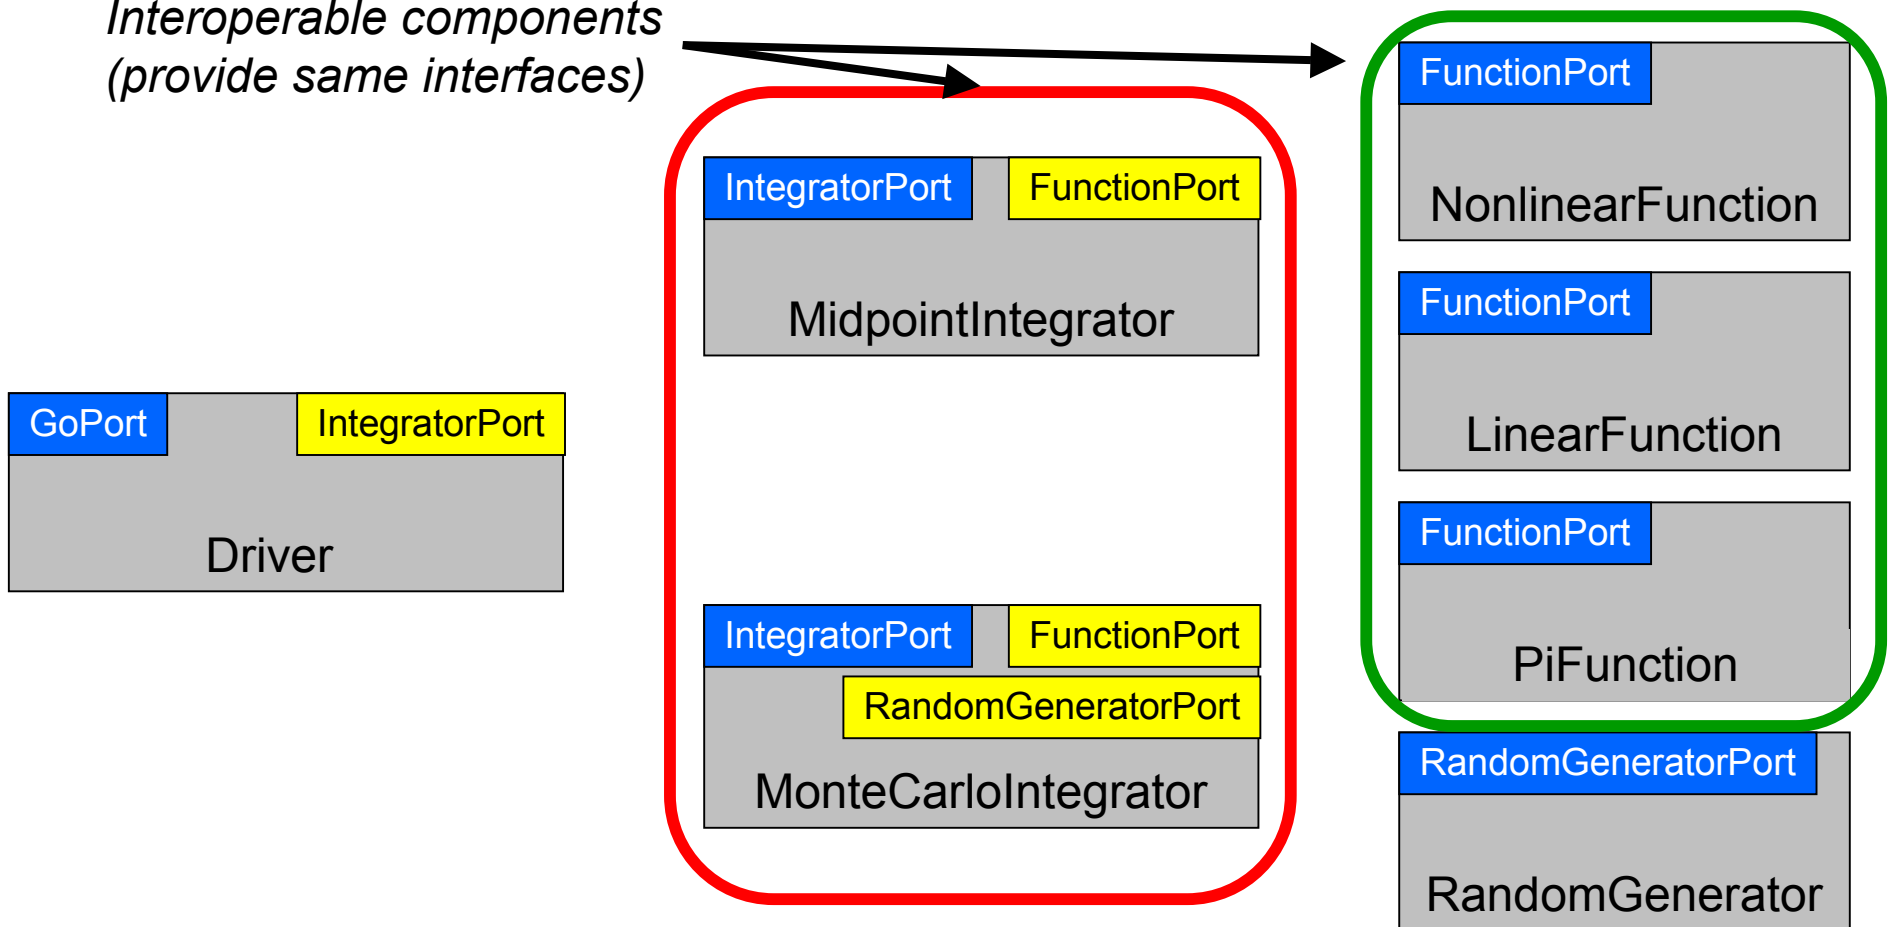 Interoperable components
(provide same interfaces)
GoPort IntegratorPort
Driver
IntegratorPort FunctionPort
MidpointIntegrator
IntegratorPort FunctionPort
RandomGeneratorPort
MonteCarloIntegrator
FunctionPort
NonlinearFunction
FunctionPort
LinearFunction
FunctionPort
PiFunction
RandomGeneratorPort
RandomGenerator